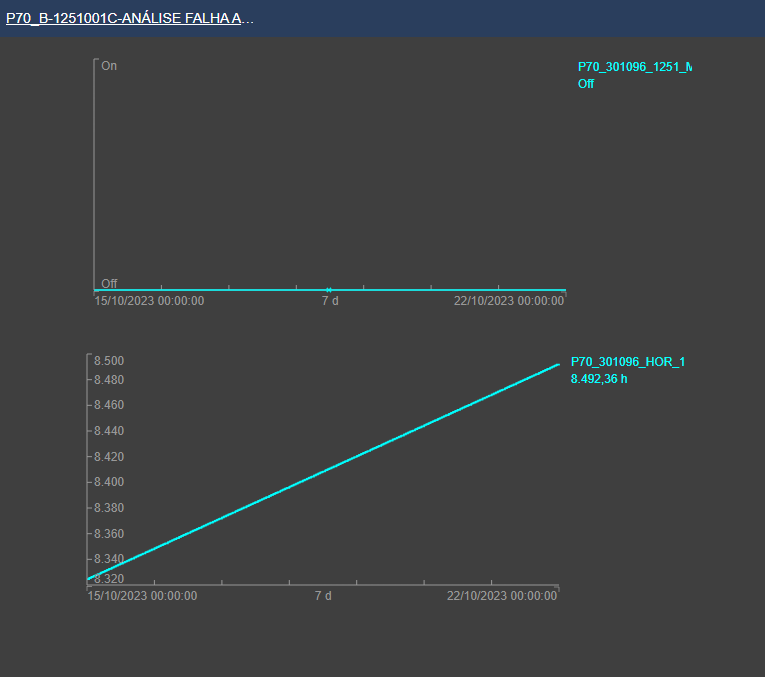 P70_B-1251001C-ANÁLISE FALHA A...
On
P70_301096_1251_M
Off
Off
15/10/2023 00:00:00
7 d
22/10/2023 00:00:00
8.500
P70_301096_HOR_1
8.480
8.492,36 h
8.460
8.440
8.420
8.400
8.380
8.360
8.340
8.320
15/10/2023 00:00:00
7 d
22/10/2023 00:00:00